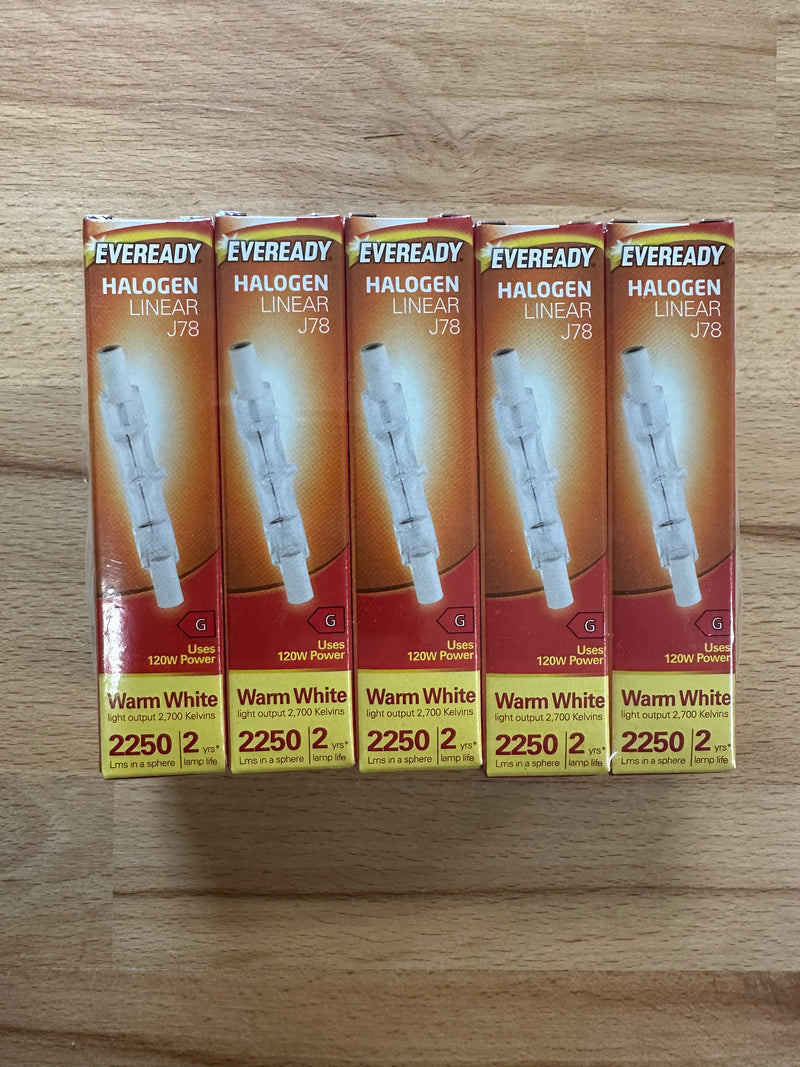 EVEREADY
HALOGEN
LINEAR
J78
G
Uses
120W Power
Warm White
light output 2,700 Kelvins
2250 2 yrs*
Lms in a sphere lamp life
EVEREADY
HALOGEN
LINEAR
J78
G
Uses
120W Power
Warm White
light output 2,700 Kelvins
2250 2 yrs*
Lms in a sphere lamp life
EVEREADY
HALOGEN
LINEAR
J78
G
Uses
120W Power
Warm White
light output 2,700 Kelvins
2250 2 yrs*
Lms in a sphere lamp life
EVEREADY
HALOGEN
LINEAR
J78
G
Uses
120W Power
Warm White
light output 2,700 Kelvins
2250 2 yrs*
Lms in a sphere lamp life
EVEREADY
HALOGEN
LINEAR
J78
G
Uses
120W Power
Warm White
light output 2,700 Kelvins
2250 2 yrs*
Lms in a sphere lamp life